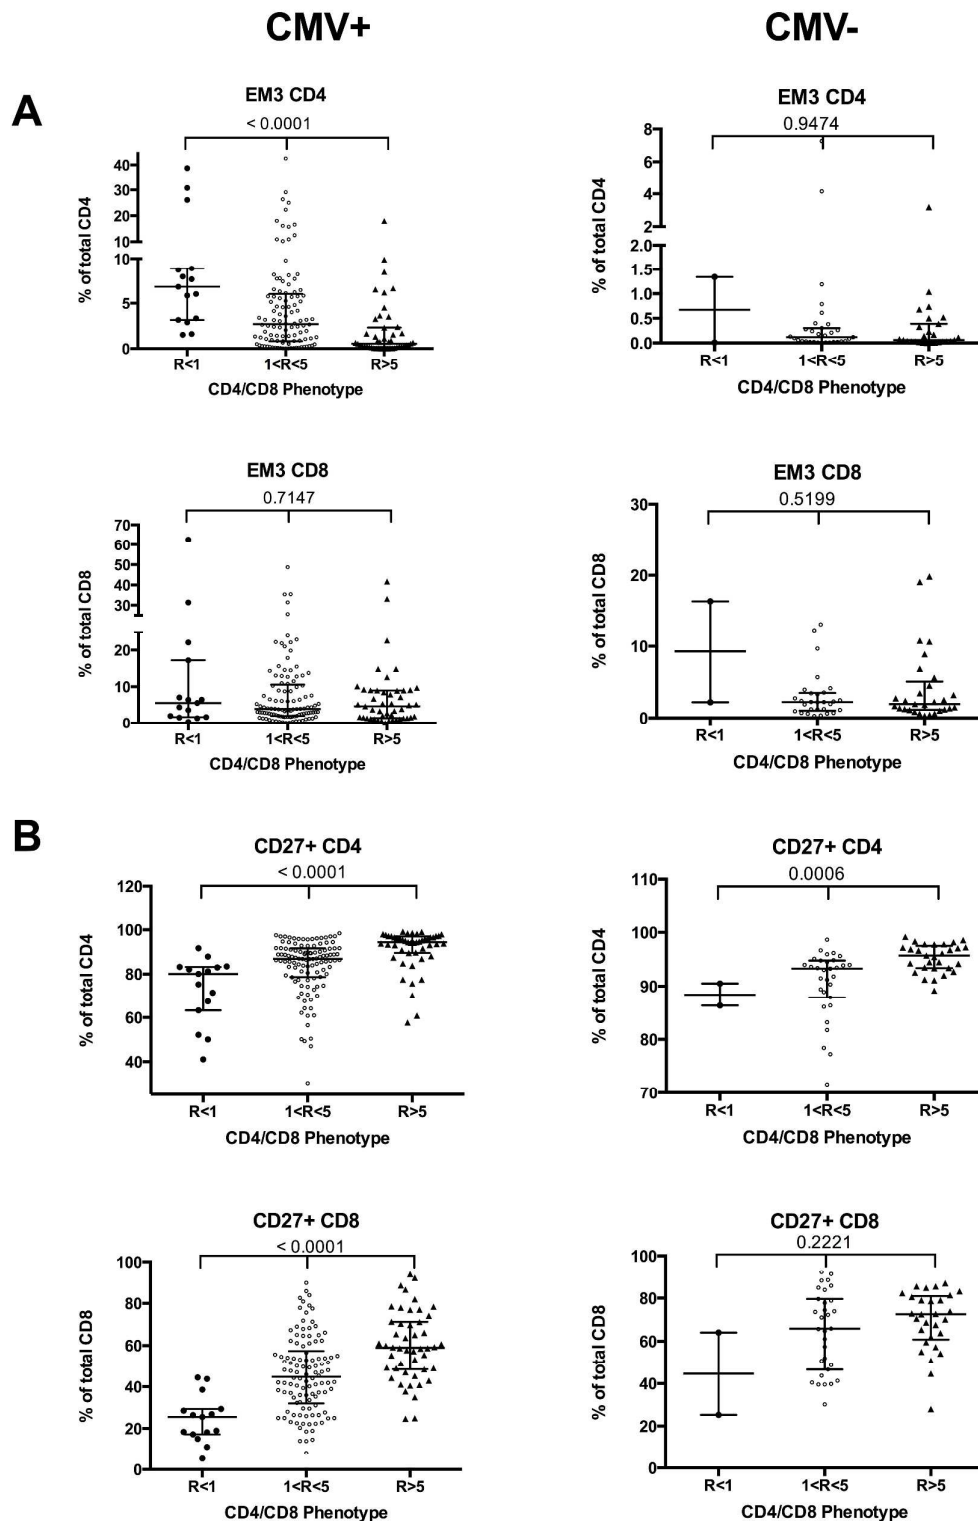 CMV+
CMV-
A
EM3 CD4
< 0.0001
% of total CD4
40
30
20
10
10
5
0
R<1
1<R<5
R>5
CD4/CD8 Phenotype
EM3 CD4
0.9474
% of total CD4
8
6
4
2
2.0
1.5
1.0
0.5
0.0
R<1
1<R<5
R>5
CD4/CD8 Phenotype
EM3 CD8
0.7147
% of total CD8
70
60
50
40
30
20
10
0
R<1
1<R<5
R>5
CD4/CD8 Phenotype
EM3 CD8
0.5199
% of total CD8
30
20
10
0
R<1
1<R<5
R>5
CD4/CD8 Phenotype
B
CD27+ CD4
< 0.0001
% of total CD4
120
100
80
60
40
R<1
1<R<5
R>5
CD4/CD8 Phenotype
CD27+ CD4
0.0006
% of total CD4
110
100
90
80
70
R<1
1<R<5
R>5
CD4/CD8 Phenotype
CD27+ CD8
< 0.0001
% of total CD8
100
80
60
40
20
0
R<1
1<R<5
R>5
CD4/CD8 Phenotype
CD27+ CD8
0.2221
% of total CD8
100
80
60
40
20
0
R<1
1<R<5
R>5
CD4/CD8 Phenotype